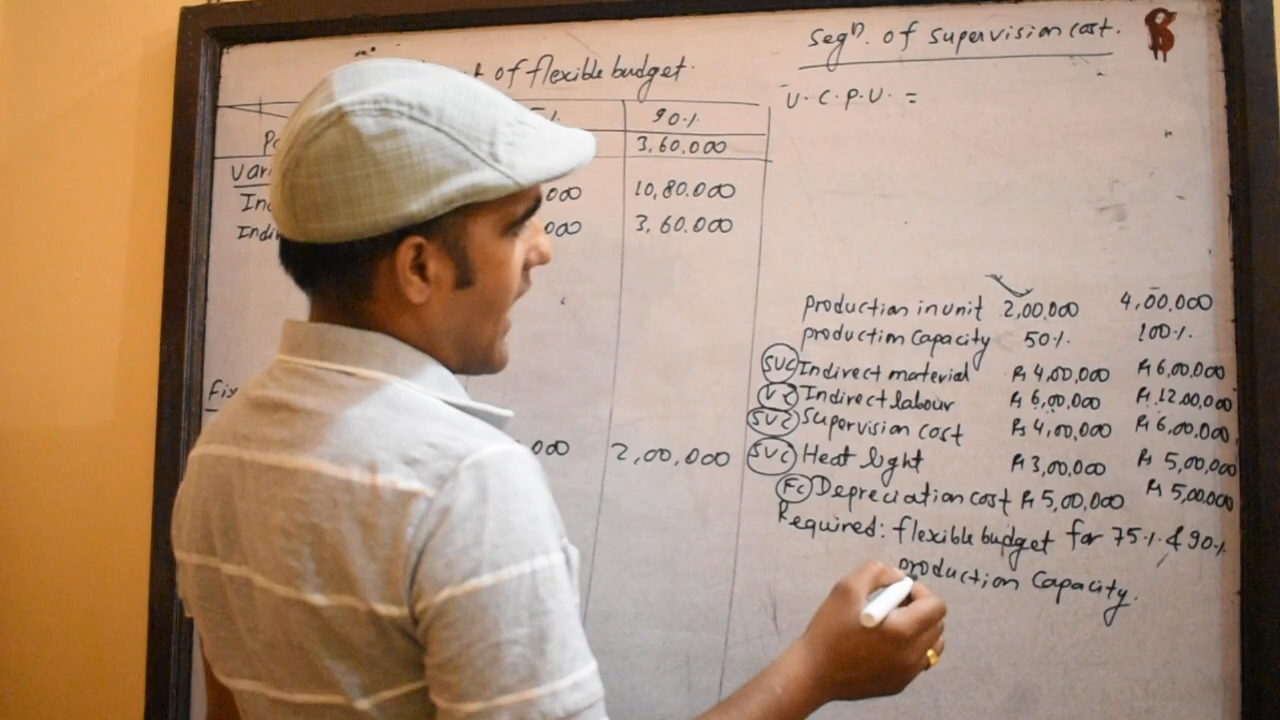 of flexible budget.
90%
3,60,000
Vari
000 10,80,000
000 3,60,000
Fix
000 2,00,000
Segⁿ. of supervision cost.
V.C.P.U. =
production in unit 2,00,000 4,00,000
production capacity 50% 100%
SVC Indirect material Rs 4,00,000 Rs 6,00,000
VC Indirect labour Rs 6,00,000 Rs 12,00,000
SVC Supervision cost Rs 4,00,000 Rs 6,00,000
SVC Heat light Rs 3,00,000 Rs 5,00,000
FC Depreciation cost Rs 5,00,000 Rs 5,00,000
Required: flexible budget for 75% & 90%
production capacity.